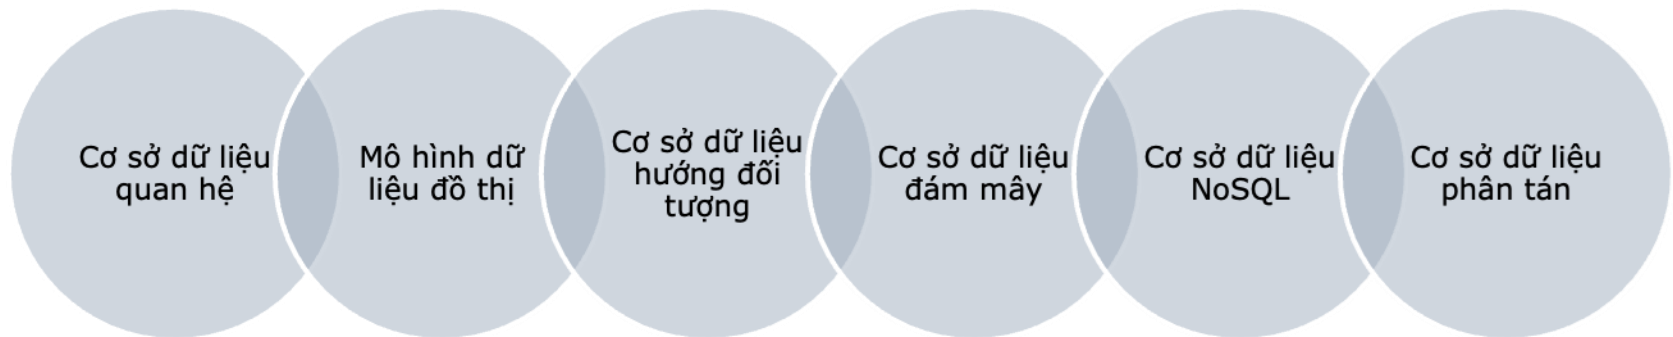 Cơ sở dữ liệu
quan hệ
Mô hình dữ
liệu đồ thị
Cơ sở dữ liệu
hướng đối
tượng
Cơ sở dữ liệu
đám mây
Cơ sở dữ liệu
NoSQL
Cơ sở dữ liệu
phân tán